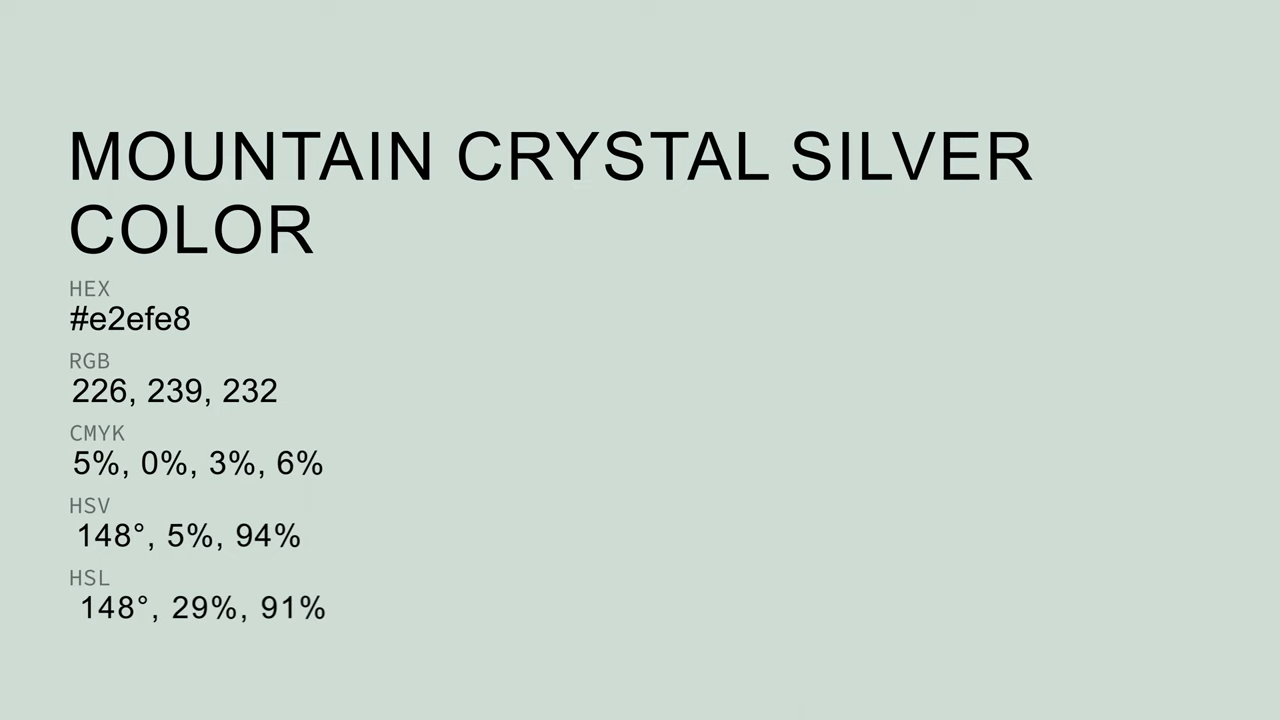 MOUNTAIN CRYSTAL SILVER
COLOR
HEX
#e2efe8
RGB
226, 239, 232
CMYK
5%, 0%, 3%, 6%
HSV
148°, 5%, 94%
HSL
148°, 29%, 91%